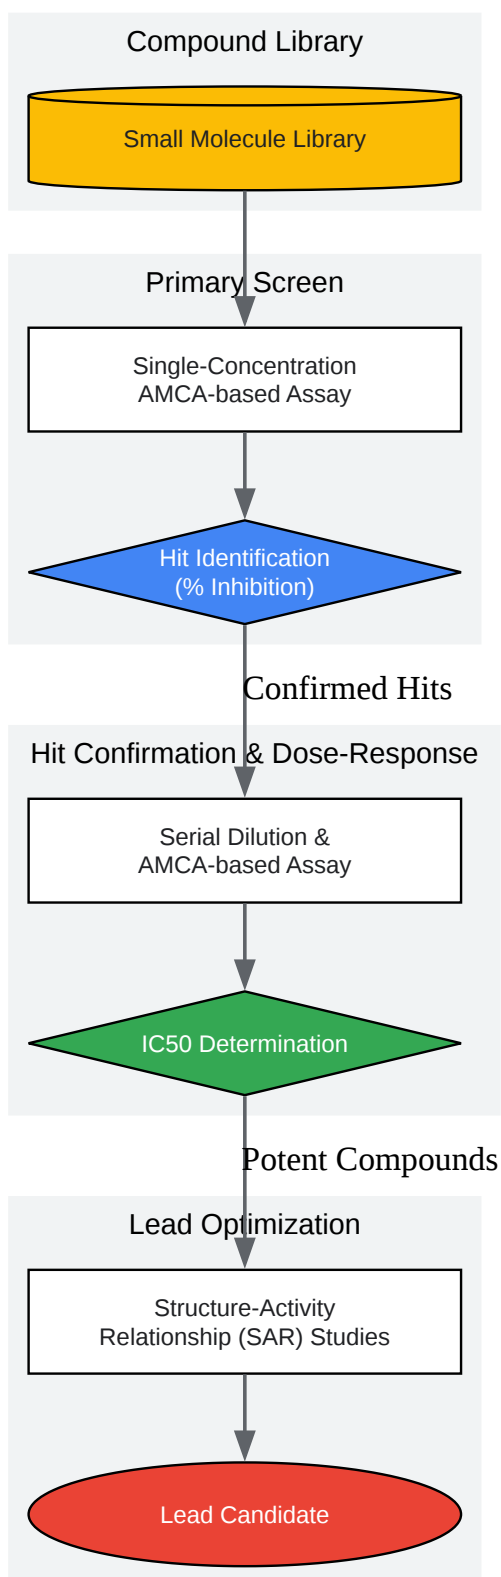 Compound Library
Small Molecule Library
Primary Screen
Single-Concentration
AMCA-based Assay
Hit Identification
(% Inhibition)
Confirmed Hits
Hit Confirmation & Dose-Response
Serial Dilution &
AMCA-based Assay
IC50 Determination
Potent Compounds
Lead Optimization
Structure-Activity
Relationship (SAR) Studies
Lead Candidate